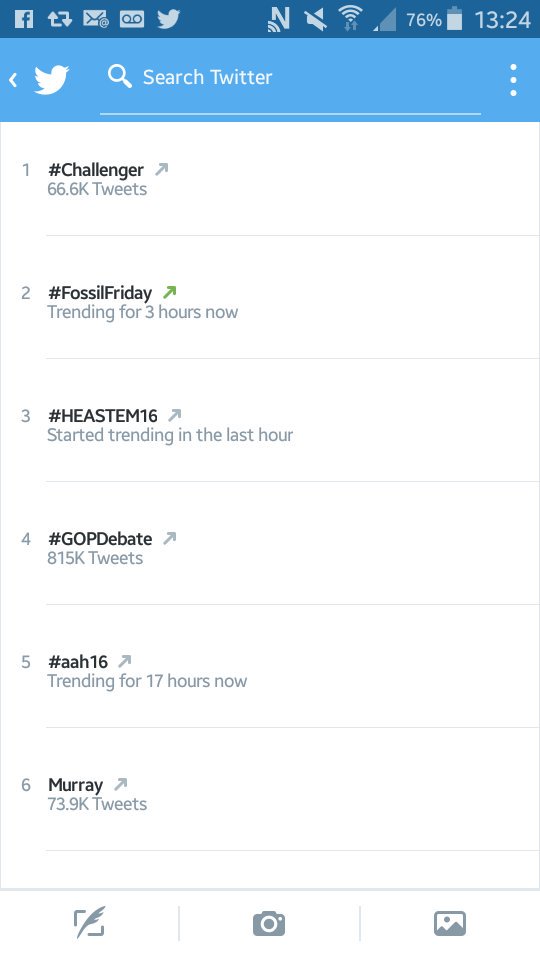 76% 13:24
Search Twitter
1 #Challenger
66.6K Tweets
2 #FossilFriday
Trending for 3 hours now
3 #HEASTEM16
Started trending in the last hour
4 #GOPDebate
815K Tweets
5 #aah16
Trending for 17 hours now
6 Murray
73.9K Tweets